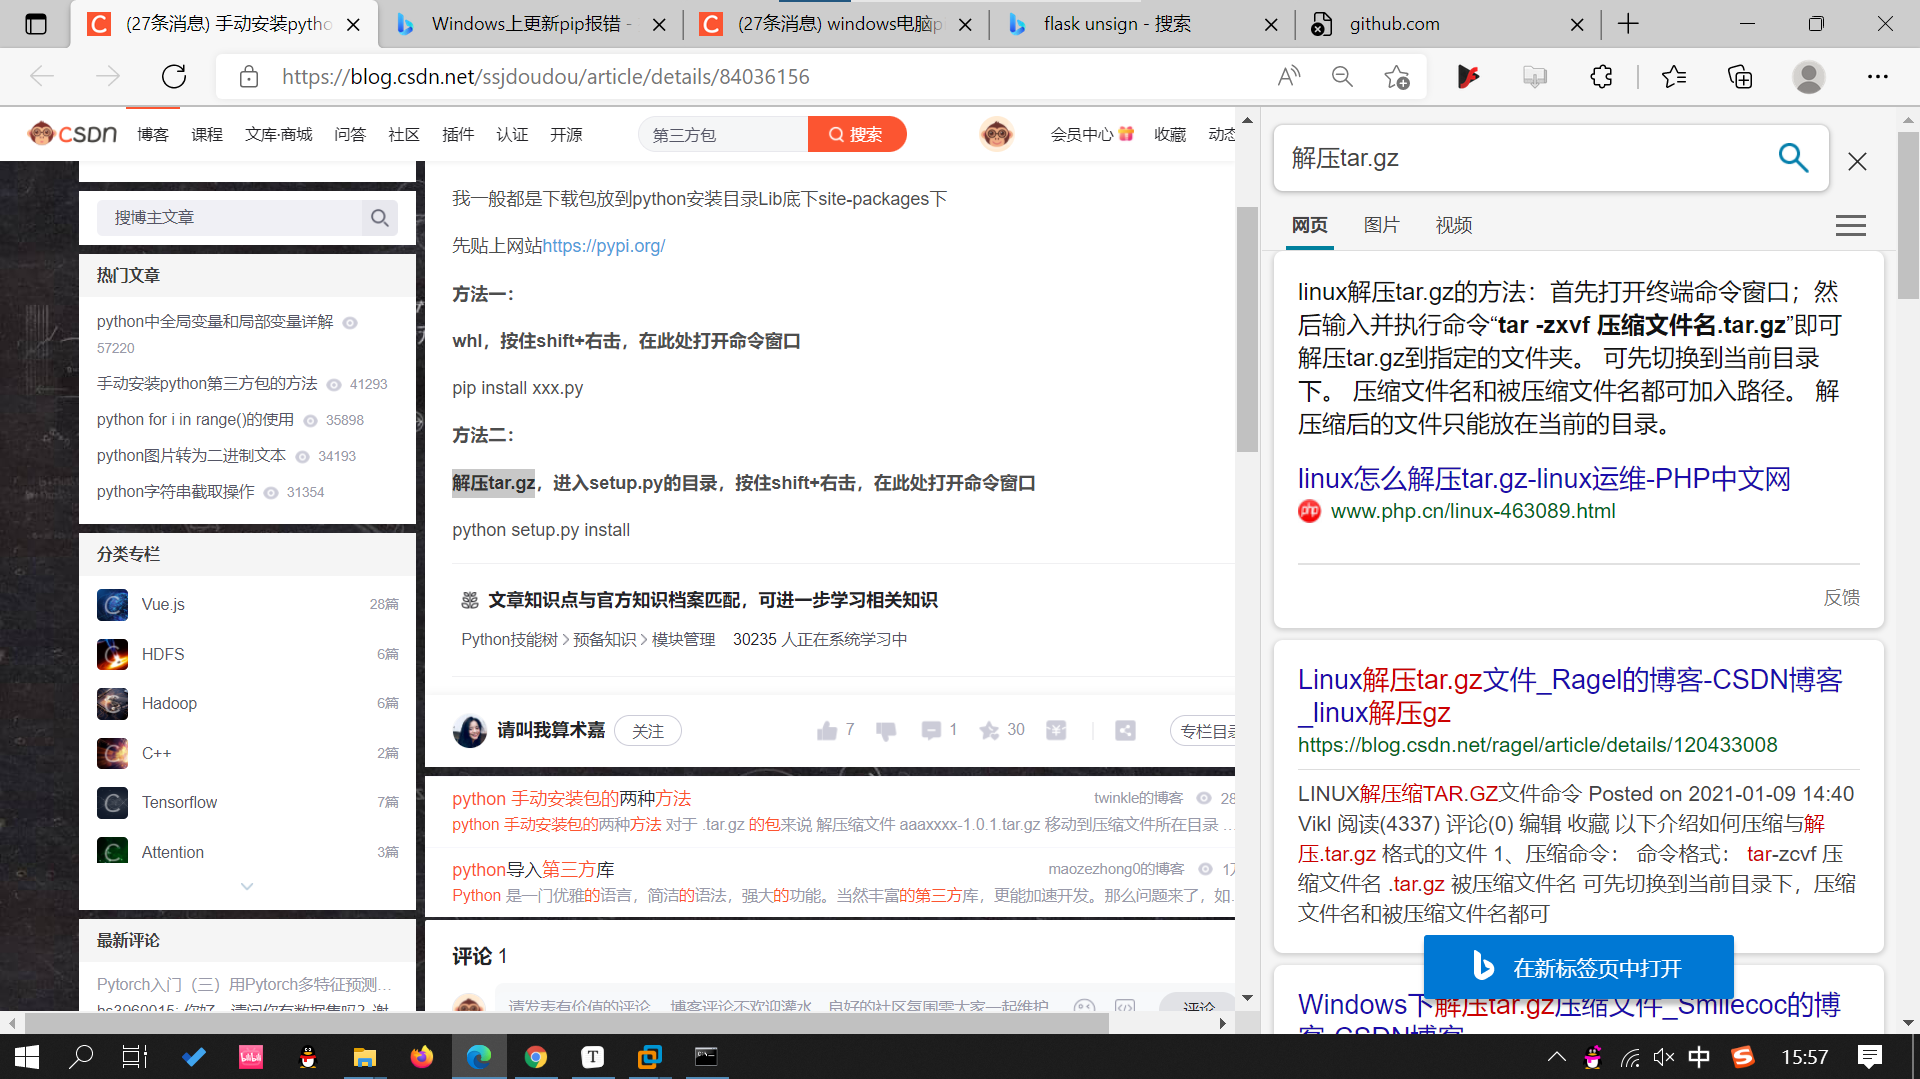 (27条消息) 手动安装pytho
Windows上更新pip报错 -
(27条消息) windows电脑p
flask unsign - 搜索
github.com
https://blog.csdn.net/ssjdoudou/article/details/84036156
CSDN 博客 课程 文库·商城 问答 社区 插件 认证 开源 第三方包 搜索 会员中心 收藏 动态
搜博主文章
热门文章
python中全局变量和局部变量详解
57220
手动安装python第三方包的方法 41293
python for i in range()的使用 35898
python图片转为二进制文本 34193
python字符串截取操作 31354
分类专栏
Vue.js 28篇
HDFS 6篇
Hadoop 6篇
C++ 2篇
Tensorflow 7篇
Attention 3篇
最新评论
Pytorch入门（三）用Pytorch多特征预测...
我一般都是下载包放到python安装目录Lib底下site-packages下
先贴上网站https://pypi.org/
方法一：
whl，按住shift+右击，在此处打开命令窗口
pip install xxx.py
方法二：
解压tar.gz，进入setup.py的目录，按住shift+右击，在此处打开命令窗口
python setup.py install
文章知识点与官方知识档案匹配，可进一步学习相关知识
Python技能树 > 预备知识 > 模块管理 30235 人正在系统学习中
请叫我算术嘉 关注 7 1 30 专栏目录
python 手动安装包的两种方法 twinkle的博客 28
python 手动安装包的两种方法 对于 .tar.gz 的包来说 解压缩文件 aaaxxxx-1.0.1.tar.gz 移动到压缩文件所在目录 ...
python导入第三方库 maozezhong0的博客 1万
Python 是一门优雅的语言，简洁的语法，强大的功能。当然丰富的第三方库，更能加速开发。那么问题来了，如...
评论 1
请发表有价值的评论， 博客评论不欢迎灌水，良好的社区氛围需大家一起维护。 评论
解压tar.gz
网页 图片 视频
linux解压tar.gz的方法：首先打开终端命令窗口；然
后输入并执行命令“tar -zxvf 压缩文件名.tar.gz”即可
解压tar.gz到指定的文件夹。 可先切换到当前目录
下。 压缩文件名和被压缩文件名都可加入路径。 解
压缩后的文件只能放在当前的目录。
linux怎么解压tar.gz-linux运维-PHP中文网
php www.php.cn/linux-463089.html
反馈
Linux解压tar.gz文件_Ragel的博客-CSDN博客
_linux解压gz
https://blog.csdn.net/ragel/article/details/120433008
LINUX解压缩TAR.GZ文件命令 Posted on 2021-01-09 14:40
Vikl 阅读(4337) 评论(0) 编辑 收藏 以下介绍如何压缩与解
压.tar.gz 格式的文件 1、压缩命令： 命令格式： tar-zcvf 压
缩文件名 .tar.gz 被压缩文件名 可先切换到当前目录下，压缩
文件名和被压缩文件名都可
在新标签页中打开
Windows下解压tar.gz压缩文件_Smilecoc的博
客-CSDN博客
中 15:57